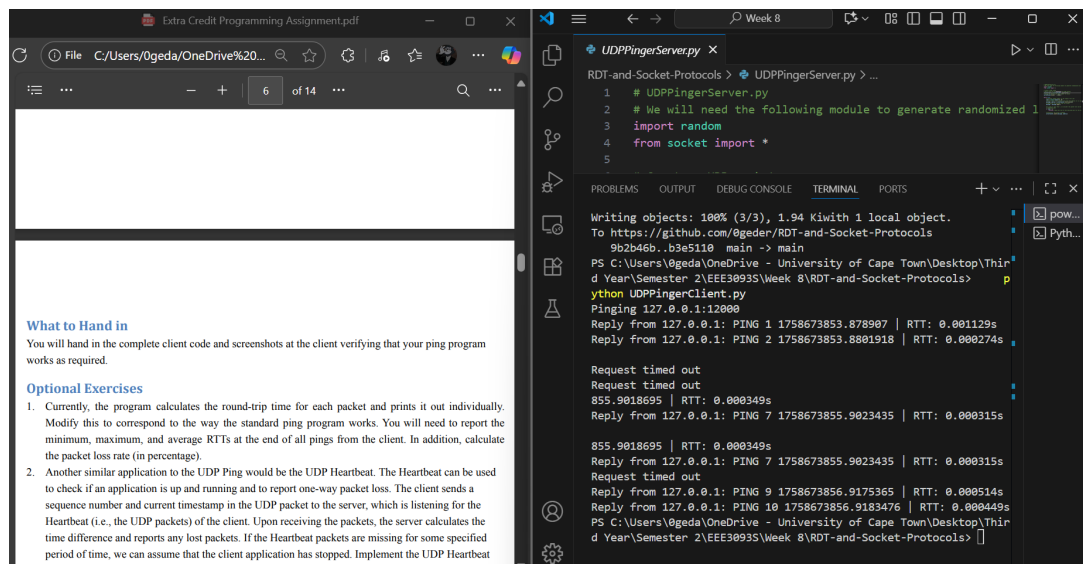 Extra Credit Programming Assignment.pdf
File C:/Users/0geda/OneDrive%20...
6 of 14
What to Hand in
You will hand in the complete client code and screenshots at the client verifying that your ping program
works as required.
Optional Exercises
1. Currently, the program calculates the round-trip time for each packet and prints it out individually.
Modify this to correspond to the way the standard ping program works. You will need to report the
minimum, maximum, and average RTTs at the end of all pings from the client. In addition, calculate
the packet loss rate (in percentage).
2. Another similar application to the UDP Ping would be the UDP Heartbeat. The Heartbeat can be used
to check if an application is up and running and to report one-way packet loss. The client sends a
sequence number and current timestamp in the UDP packet to the server, which is listening for the
Heartbeat (i.e., the UDP packets) of the client. Upon receiving the packets, the server calculates the
time difference and reports any lost packets. If the Heartbeat packets are missing for some specified
period of time, we can assume that the client application has stopped. Implement the UDP Heartbeat
Week 8
UDPPingerServer.py
RDT-and-Socket-Protocols > UDPPingerServer.py > ...
1 # UDPPingerServer.py
2 # We will need the following module to generate randomized l
3 import random
4 from socket import *
5
PROBLEMS OUTPUT DEBUG CONSOLE TERMINAL PORTS
pow...
Pyth...
Writing objects: 100% (3/3), 1.94 Kiwith 1 local object.
To https://github.com/0geder/RDT-and-Socket-Protocols
9b2b46b..b3e5110 main -> main
PS C:\Users\0geda\OneDrive - University of Cape Town\Desktop\Thir
d Year\Semester 2\EEE3093S\Week 8\RDT-and-Socket-Protocols> p
ython UDPPingerClient.py
Pinging 127.0.0.1:12000
Reply from 127.0.0.1: PING 1 1758673853.878907 | RTT: 0.001129s
Reply from 127.0.0.1: PING 2 1758673853.8801918 | RTT: 0.000274s
Request timed out
Request timed out
855.9018695 | RTT: 0.000349s
Reply from 127.0.0.1: PING 7 1758673855.9023435 | RTT: 0.000315s
855.9018695 | RTT: 0.000349s
Reply from 127.0.0.1: PING 7 1758673855.9023435 | RTT: 0.000315s
Request timed out
Reply from 127.0.0.1: PING 9 1758673856.9175365 | RTT: 0.000514s
Reply from 127.0.0.1: PING 10 1758673856.9183476 | RTT: 0.000449s
PS C:\Users\0geda\OneDrive - University of Cape Town\Desktop\Thir
d Year\Semester 2\EEE3093S\Week 8\RDT-and-Socket-Protocols>